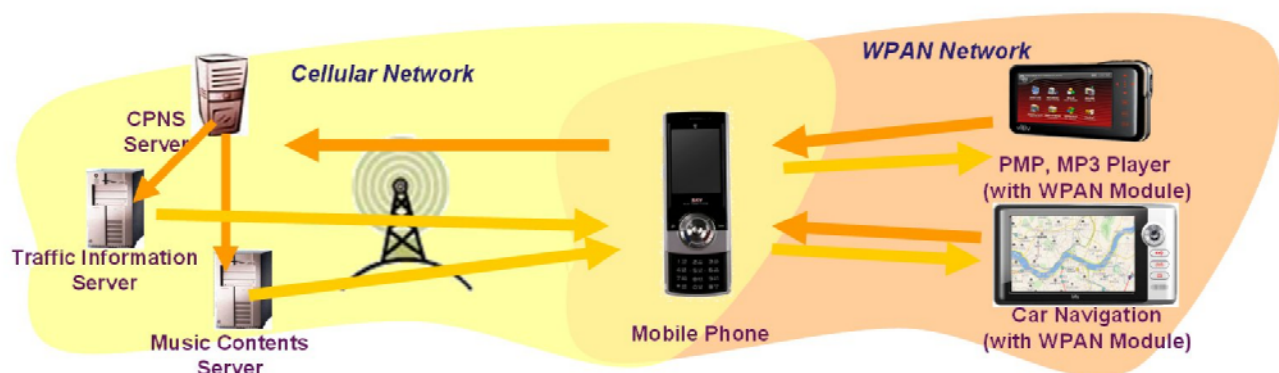 Cellular Network
WPAN Network
CPNS
Server
PMP, MP3 Player
(with WPAN Module)
Traffic Information
Server
Mobile Phone
Car Navigation
(with WPAN Module)
Music Contents
Server